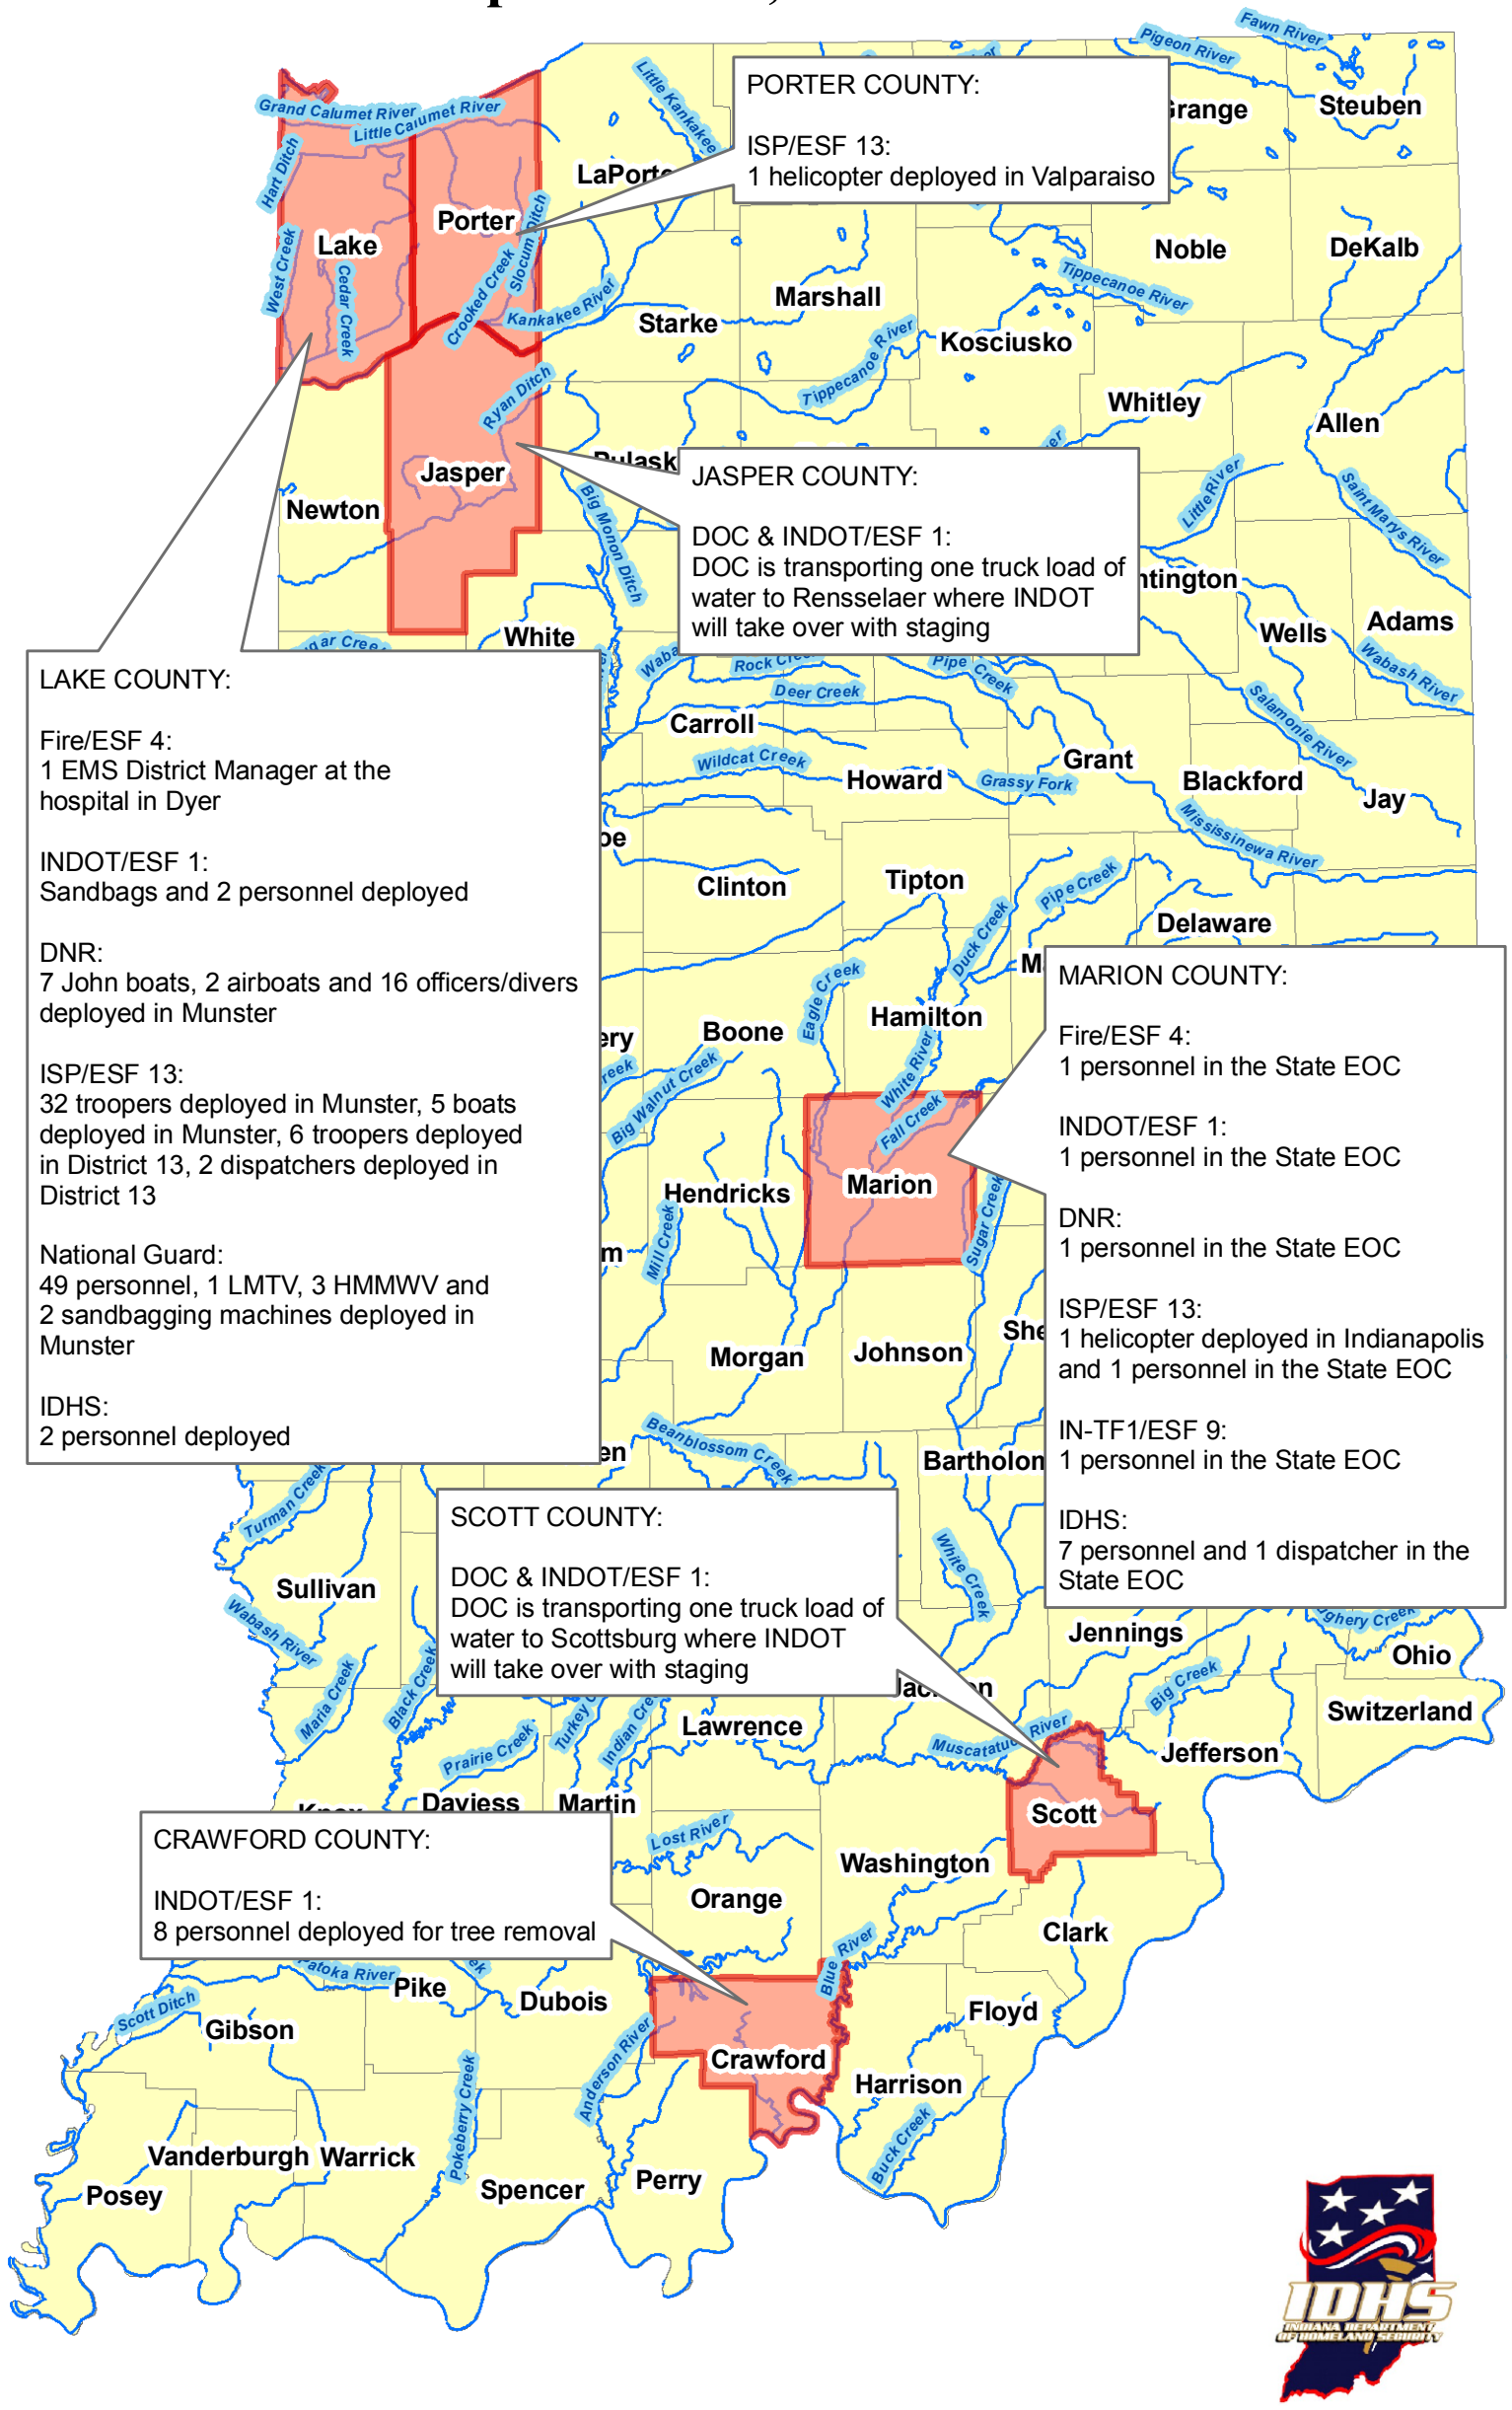 Fawn River
Pigeon River
Steuben
Little Kankakee
PORTER COUNTY:
ISP/ESF 13:
1 helicopter deployed in Valparaiso
Grand Calumet River
Little Calumet River
Hart Ditch
Porter
Lake
West Creek
Cedar Creek
Crooked Creek
Slocum Ditch
Kankakee River
Noble
DeKalb
Marshall
Starke
Tippecanoe River
Kosciusko
Tippecanoe River
Whitley
Allen
Ryan Ditch
Jasper
Newton
Big Monon Ditch
JASPER COUNTY:
DOC & INDOT/ESF 1:
DOC is transporting one truck load of
water to Rensselaer where INDOT
will take over with staging
Little River
Saint Marys River
Wells
Adams
Wabash River
White
LAKE COUNTY:
Fire/ESF 4:
1 EMS District Manager at the
hospital in Dyer
INDOT/ESF 1:
Sandbags and 2 personnel deployed
DNR:
7 John boats, 2 airboats and 16 officers/divers
deployed in Munster
ISP/ESF 13:
32 troopers deployed in Munster, 5 boats
deployed in Munster, 6 troopers deployed
in District 13, 2 dispatchers deployed in
District 13
National Guard:
49 personnel, 1 LMTV, 3 HMMWV and
2 sandbagging machines deployed in
Munster
IDHS:
2 personnel deployed
Pipe Creek
Deer Creek
Carroll
Wildcat Creek
Howard
Grassy Fork
Grant
Salamonie River
Blackford
Jay
Mississinewa River
Clinton
Tipton
Pipe Creek
Duck Creek
Delaware
Eagle Creek
Boone
Hamilton
White River
Big Walnut Creek
Fall Creek
Marion
Hendricks
Mill Creek
Sugar Creek
MARION COUNTY:
Fire/ESF 4:
1 personnel in the State EOC
INDOT/ESF 1:
1 personnel in the State EOC
DNR:
1 personnel in the State EOC
ISP/ESF 13:
1 helicopter deployed in Indianapolis
and 1 personnel in the State EOC
IN-TF1/ESF 9:
1 personnel in the State EOC
IDHS:
7 personnel and 1 dispatcher in the
State EOC
Morgan
Johnson
Beanblossom Creek
Turman Creek
SCOTT COUNTY:
DOC & INDOT/ESF 1:
DOC is transporting one truck load of
water to Scottsburg where INDOT
will take over with staging
White Creek
Sullivan
Wabash River
Maria Creek
Black Creek
Jennings
Ohio
Big Creek
Switzerland
Lawrence
River
Jefferson
Prairie Creek
Daviess
Martin
Scott
Lost River
Washington
CRAWFORD COUNTY:
INDOT/ESF 1:
8 personnel deployed for tree removal
Orange
Clark
Blue River
Patoka River
Pike
Scott Ditch
Gibson
Dubois
Floyd
Anderson River
Crawford
Harrison
Pokeberry Creek
Buck Creek
Vanderburgh
Warrick
Posey
Spencer
Perry
IDHS
INDIANA DEPARTMENT
OF HOMELAND SECURITY